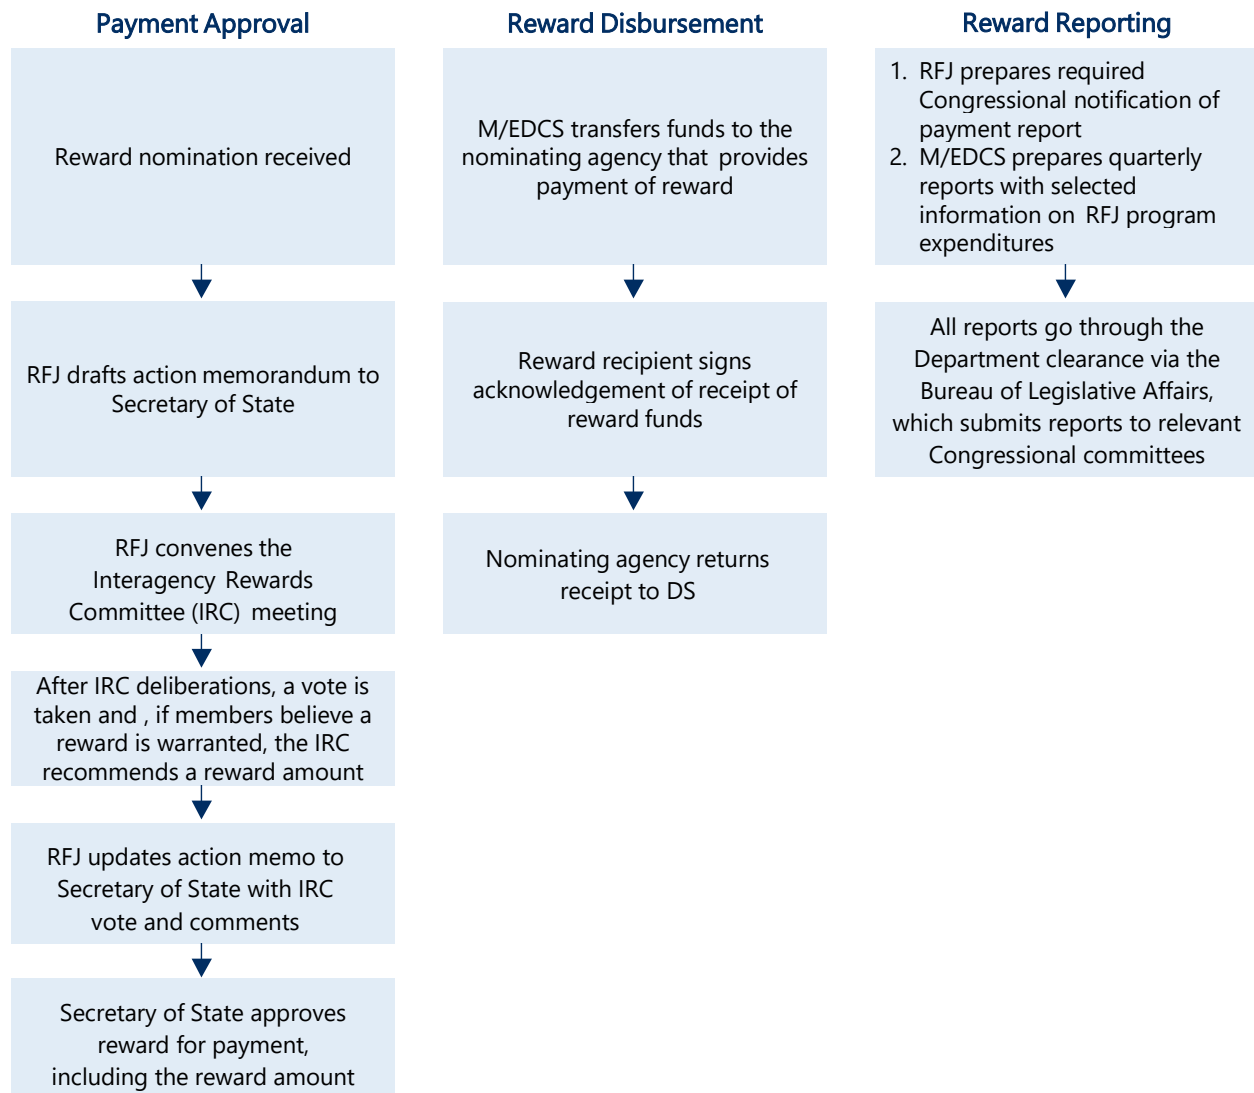 Payment Approval
Reward nomination received
RFJ drafts action memorandum to
Secretary of State
RFJ convenes the
Interagency Rewards
Committee (IRC) meeting
After IRC deliberations, a vote is
taken and , if members believe a
reward is warranted, the IRC
recommends a reward amount
RFJ updates action memo to
Secretary of State with IRC
vote and comments
Secretary of State approves
reward for payment,
including the reward amount
Reward Disbursement
M/EDCS transfers funds to the
nominating agency that provides
payment of reward
Reward recipient signs
acknowledgement of receipt of
reward funds
Nominating agency returns
receipt to DS
Reward Reporting
1. RFJ prepares required
Congressional notification of
payment report
2. M/EDCS prepares quarterly
reports with selected
information on RFJ program
expenditures
All reports go through the
Department clearance via the
Bureau of Legislative Affairs,
which submits reports to relevant
Congressional committees